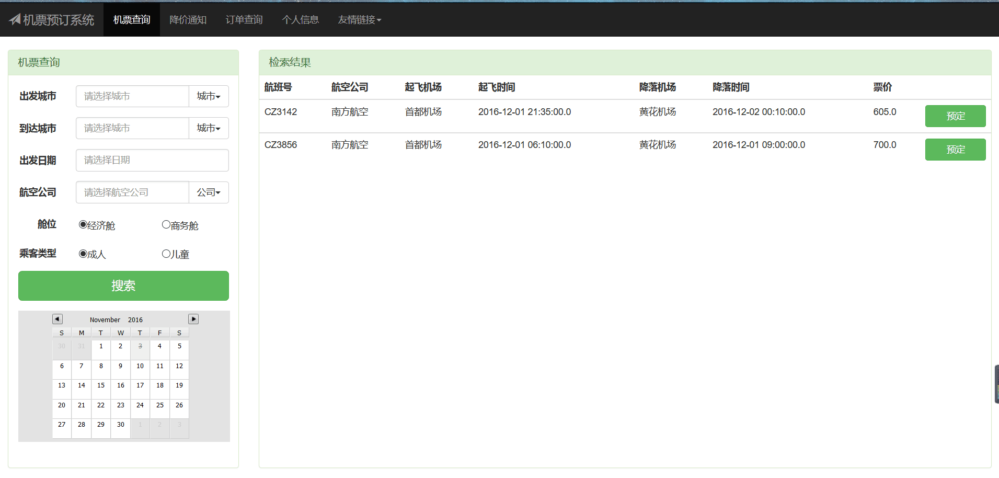 机票预订系统 机票查询 降价通知 订单查询 个人信息 友情链接
机票查询
出发城市 请选择城市 城市
到达城市 请选择城市 城市
出发日期 请选择日期
航空公司 请选择航空公司 公司
舱位 经济舱 商务舱
乘客类型 成人 儿童
搜索
November 2016
S M T W T F S
30 31 1 2 3 4 5
6 7 8 9 10 11 12
13 14 15 16 17 18 19
20 21 22 23 24 25 26
27 28 29 30 1 2 3
检索结果
航班号 航空公司 起飞机场 起飞时间 降落机场 降落时间 票价
CZ3142 南方航空 首都机场 2016-12-01 21:35:00.0 黄花机场 2016-12-02 00:10:00.0 605.0 预定
CZ3856 南方航空 首都机场 2016-12-01 06:10:00.0 黄花机场 2016-12-01 09:00:00.0 700.0 预定